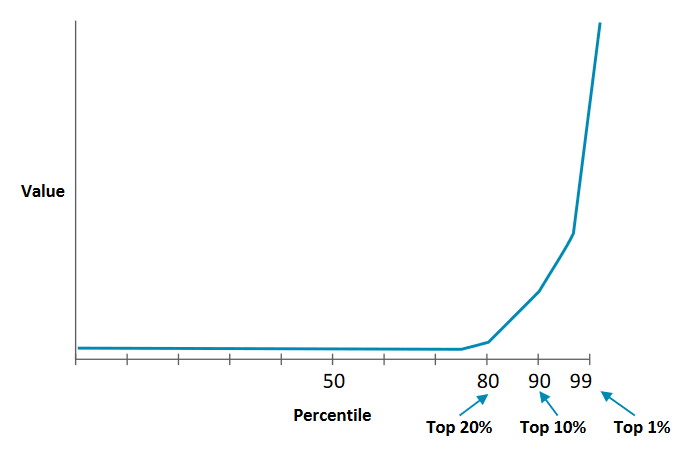 Value
50
80
90
99
Percentile
Top 20%
Top 10%
Top 1%